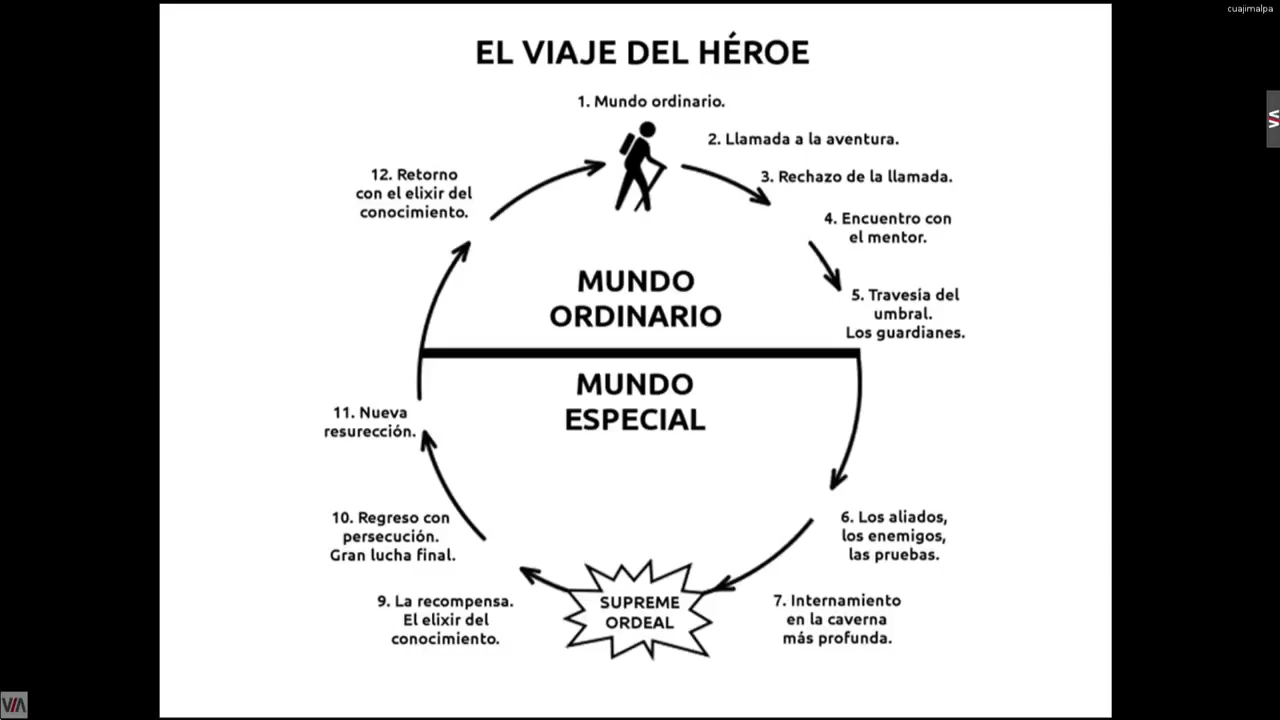 cuajimalpa
EL VIAJE DEL HÉROE
1. Mundo ordinario.
2. Llamada a la aventura.
3. Rechazo de la llamada.
4. Encuentro con
el mentor.
5. Travesía del
umbral.
Los guardianes.
MUNDO
ORDINARIO
MUNDO
ESPECIAL
6. Los aliados,
los enemigos,
las pruebas.
7. Internamiento
en la caverna
más profunda.
SUPREME
ORDEAL
9. La recompensa.
El elixir del
conocimiento.
10. Regreso con
persecución.
Gran lucha final.
11. Nueva
resurección.
12. Retorno
con el elixir del
conocimiento.
VIA